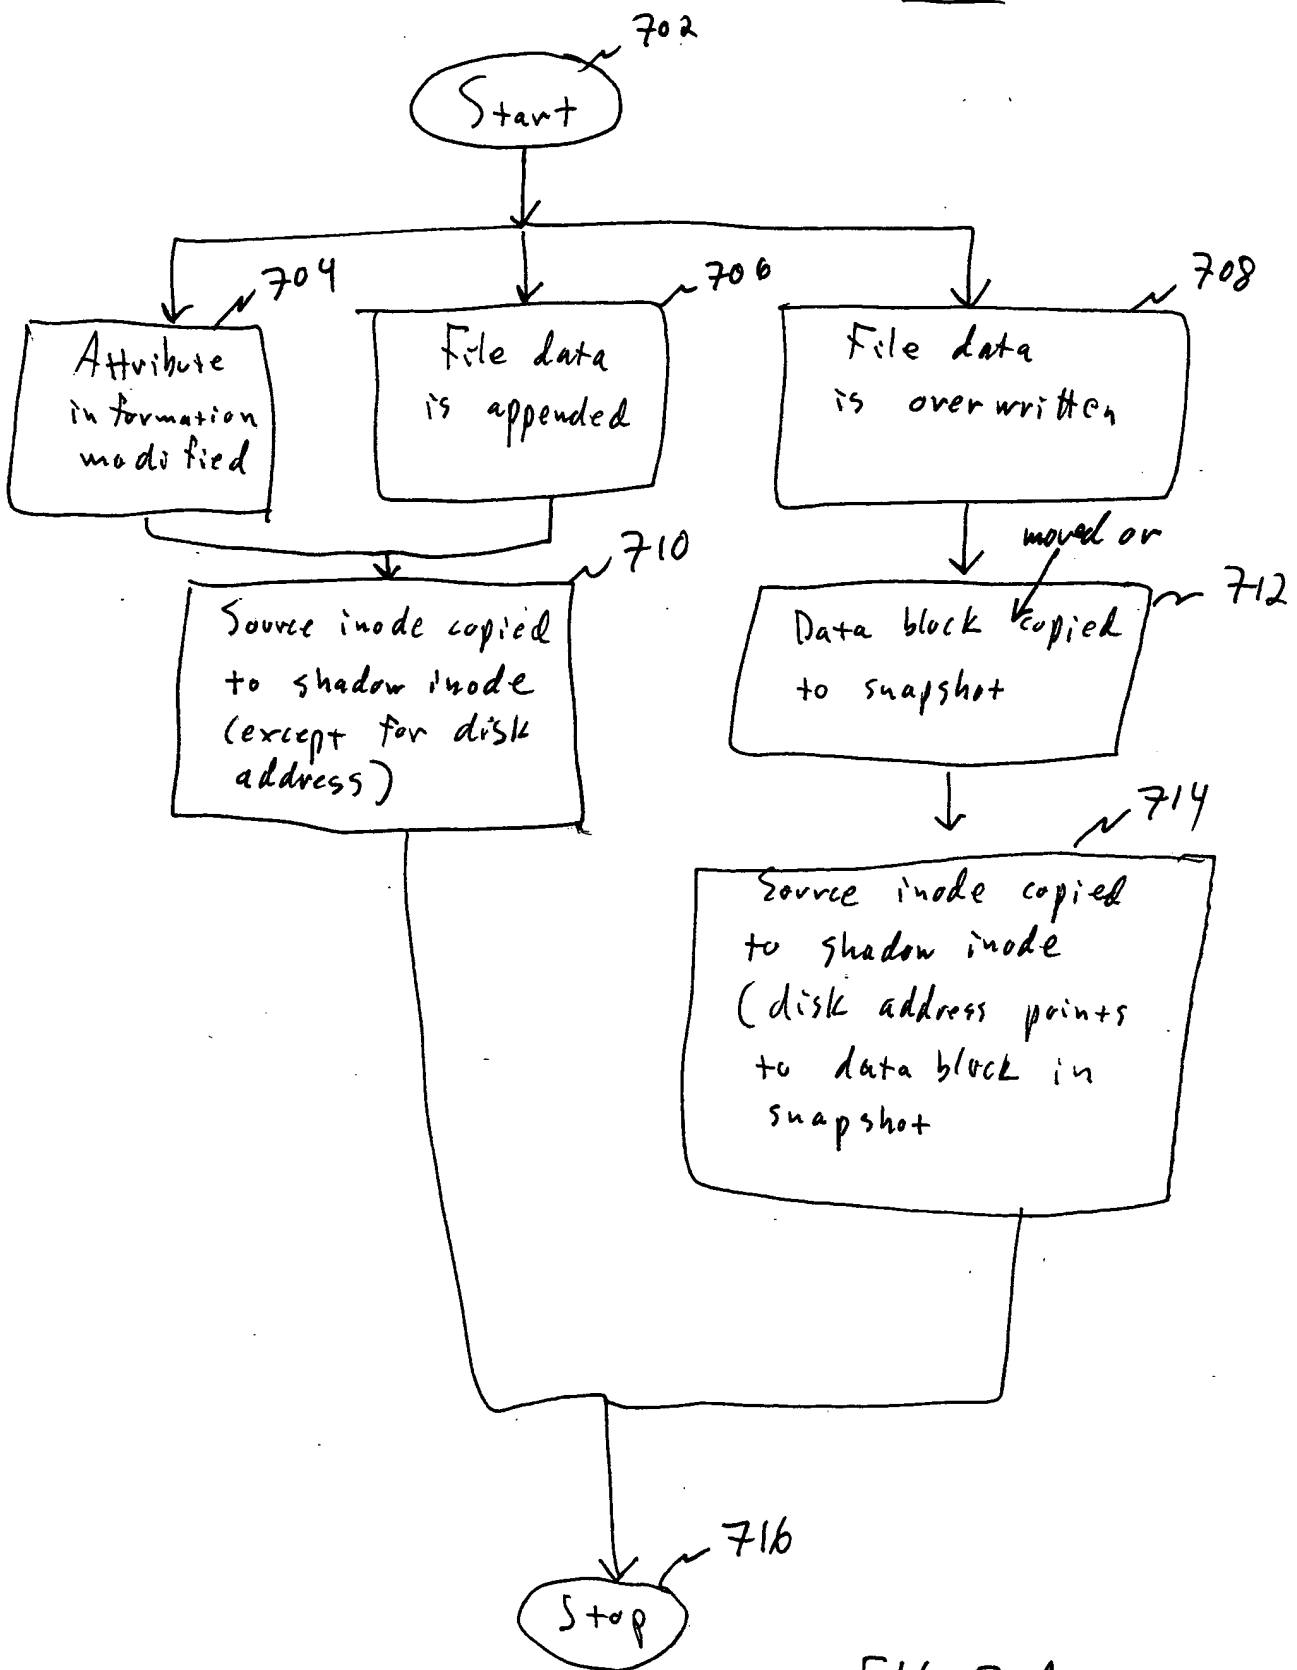 702
Start
704
706
708
Attribute
information
modified
File data
is appended
File data
is overwritten
moved or
710
712
Source inode copied
to shadow inode
(except for disk
address)
Data block copied
to snapshot
714
Source inode copied
to shadow inode
(disk address points
to data block in
snapshot
716
Stop